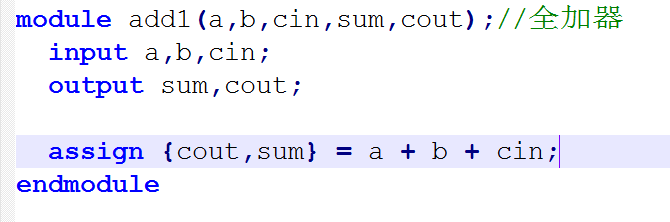 module add1(a,b,cin,sum,cout);//全加器
input a,b,cin;
output sum,cout;
assign {cout,sum} = a + b + cin;
endmodule